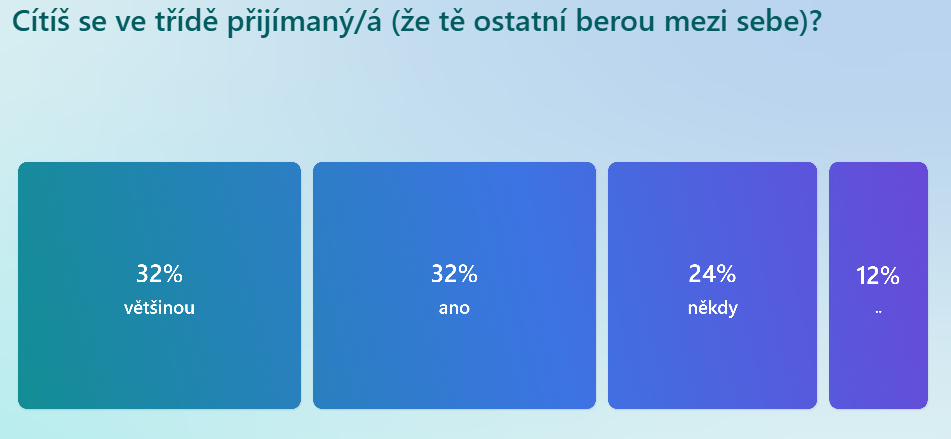 Cítíš se ve třídě přijímaný/á (že tě ostatní berou mezi sebe)?
32%
většinou
32%
ano
24%
někdy
12%
..